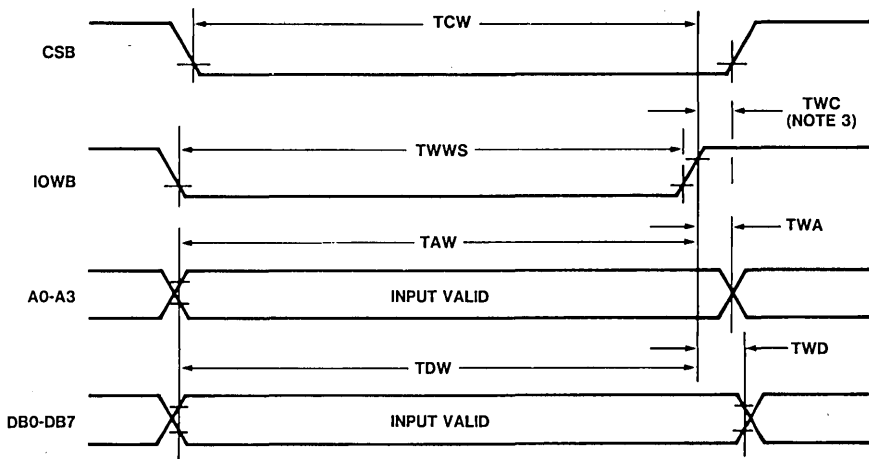 TCW
CSB
TWC
(NOTE 3)
TWWS
IOWB
TWA
TAW
A0-A3
INPUT VALID
TWD
TDW
DB0-DB7
INPUT VALID